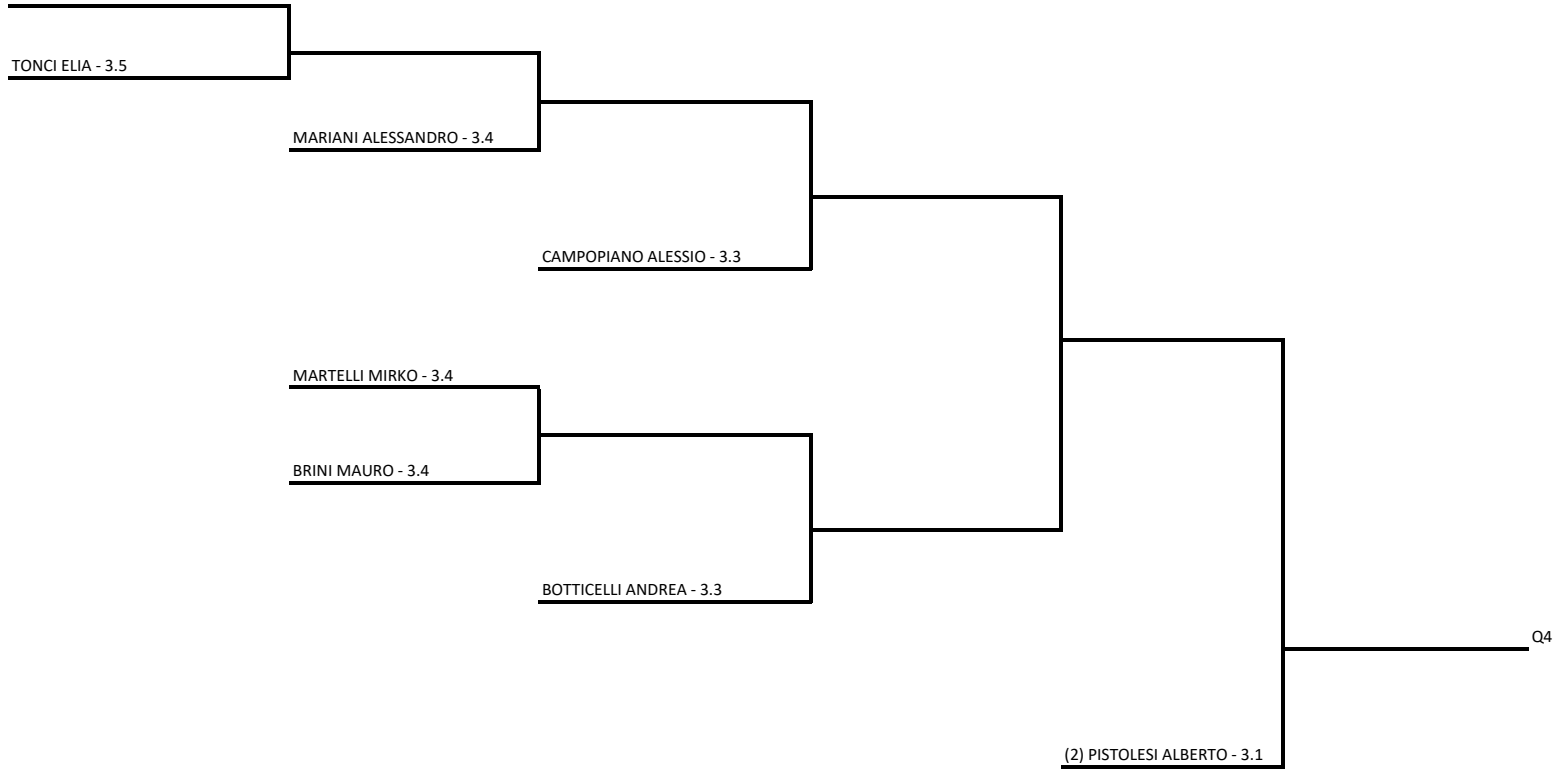 TONCI ELIA - 3.5
MARIANI ALESSANDRO - 3.4
CAMPOPIANO ALESSIO - 3.3
MARTELLI MIRKO - 3.4
BRINI MAURO - 3.4
BOTTICELLI ANDREA - 3.3
Q4
(2) PISTOLESI ALBERTO - 3.1